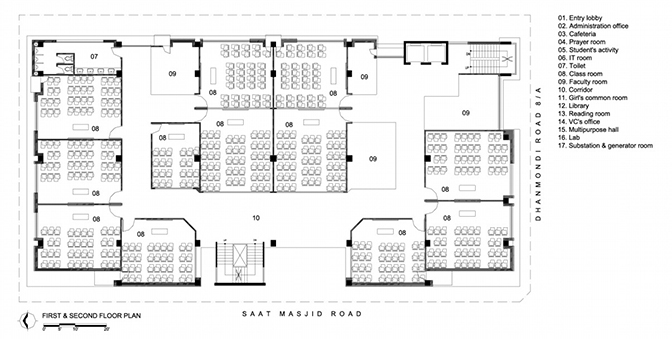 01. Entry lobby
02. Administration office
03. Cafeteria
04. Prayer room
05. Student's activity
06. IT room
07. Toilet
08. Class room
09. Faculty room
10. Corridor
11. Girl's common room
12. Library
13. Reading room
14. VC's office
15. Multipurpose hall
16. Lab
17. Substation & generator room
07
09
08
08
09
08
09
08
08
08
08
09
08
08
08
08
10
08
08
DHANMONDI ROAD 8/A
SAAT MASJID ROAD
FIRST & SECOND FLOOR PLAN
0 5' 10' 20'